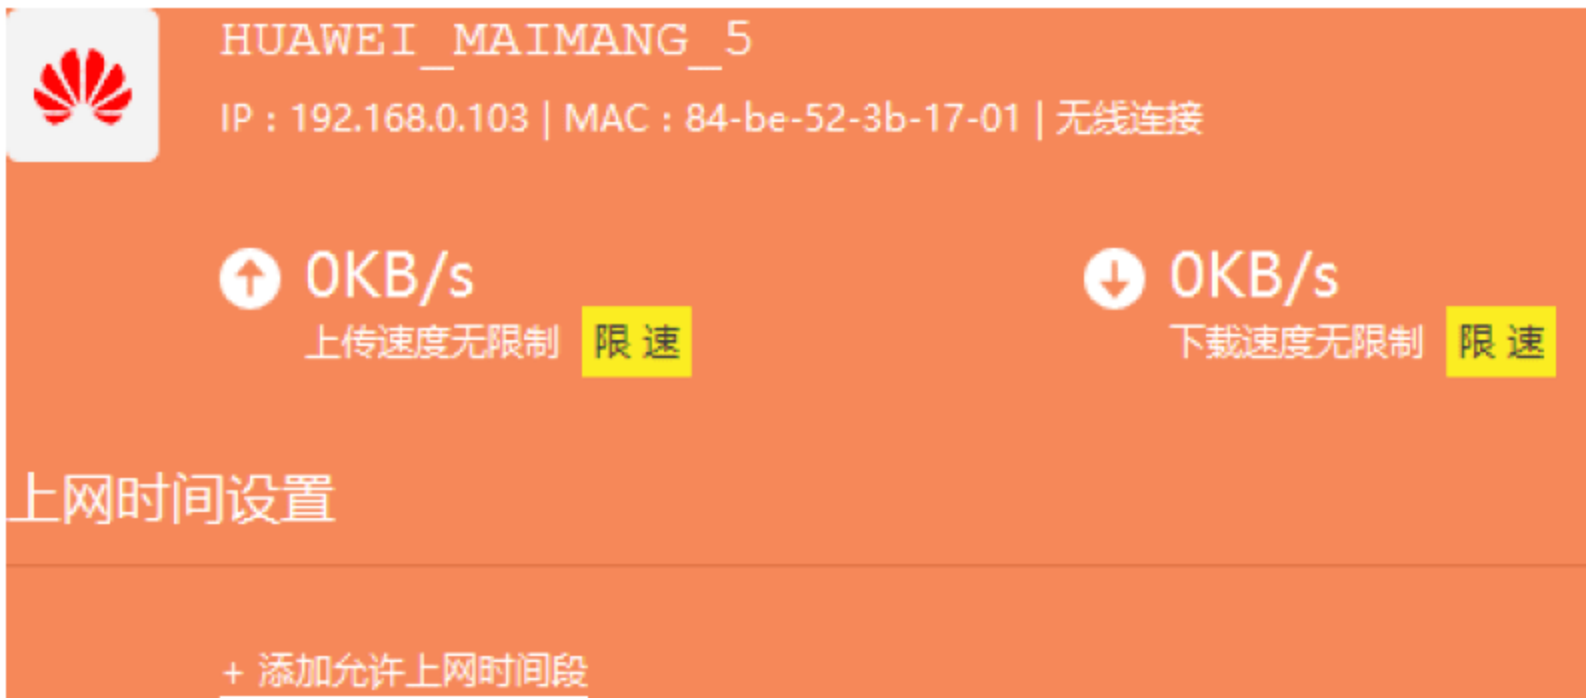 HUAWEI_MAIMANG_5
IP : 192.168.0.103 | MAC : 84-be-52-3b-17-01 | 无线连接
0KB/s
上传速度无限制 限 速
0KB/s
下载速度无限制 限 速
上网时间设置
+ 添加允许上网时间段